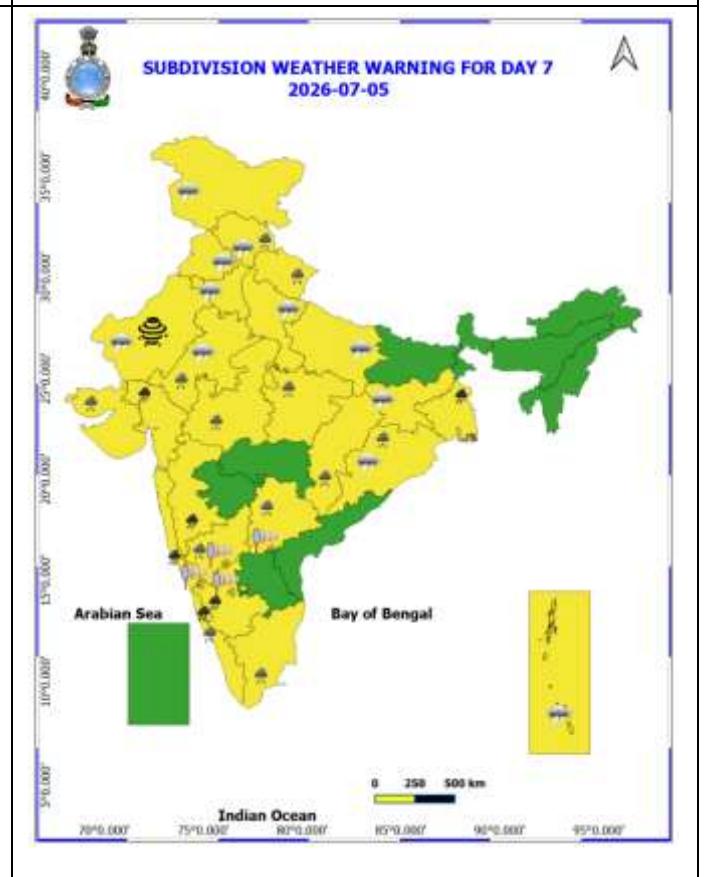 SUBDIVISION WEATHER WARNING FOR DAY 7
2026-07-05
40°0.000'
35°0.000'
30°0.000'
25°0.000'
20°0.000'
15°0.000'
10°0.000'
5°0.000'
Arabian Sea
Bay of Bengal
0 250 500 km
Indian Ocean
70°0.000' 75°0.000' 80°0.000' 85°0.000' 90°0.000' 95°0.000'